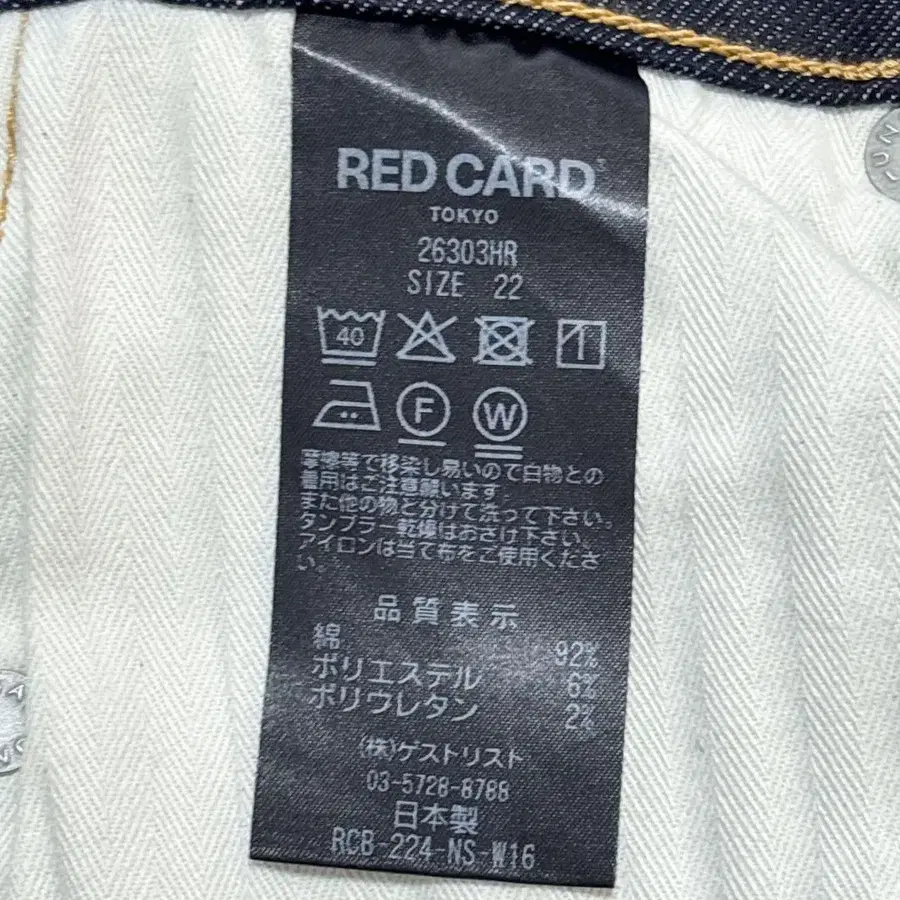 RED CARD
TOKYO
26303HR
SIZE 22
40
F
W
摩擦等で移染し易いので白物との
着用はご注意願います。
また他の物と分けて洗って下さい。
タンブラー乾燥はおさけ下さい。
アイロンは当て布をご使用くださ
い。
品質表示
綿 92%
ポリエステル 6%
ポリウレタン 2%
(株)ゲストリスト
03-5728-8788
日本製
RCB-224-NS-W16